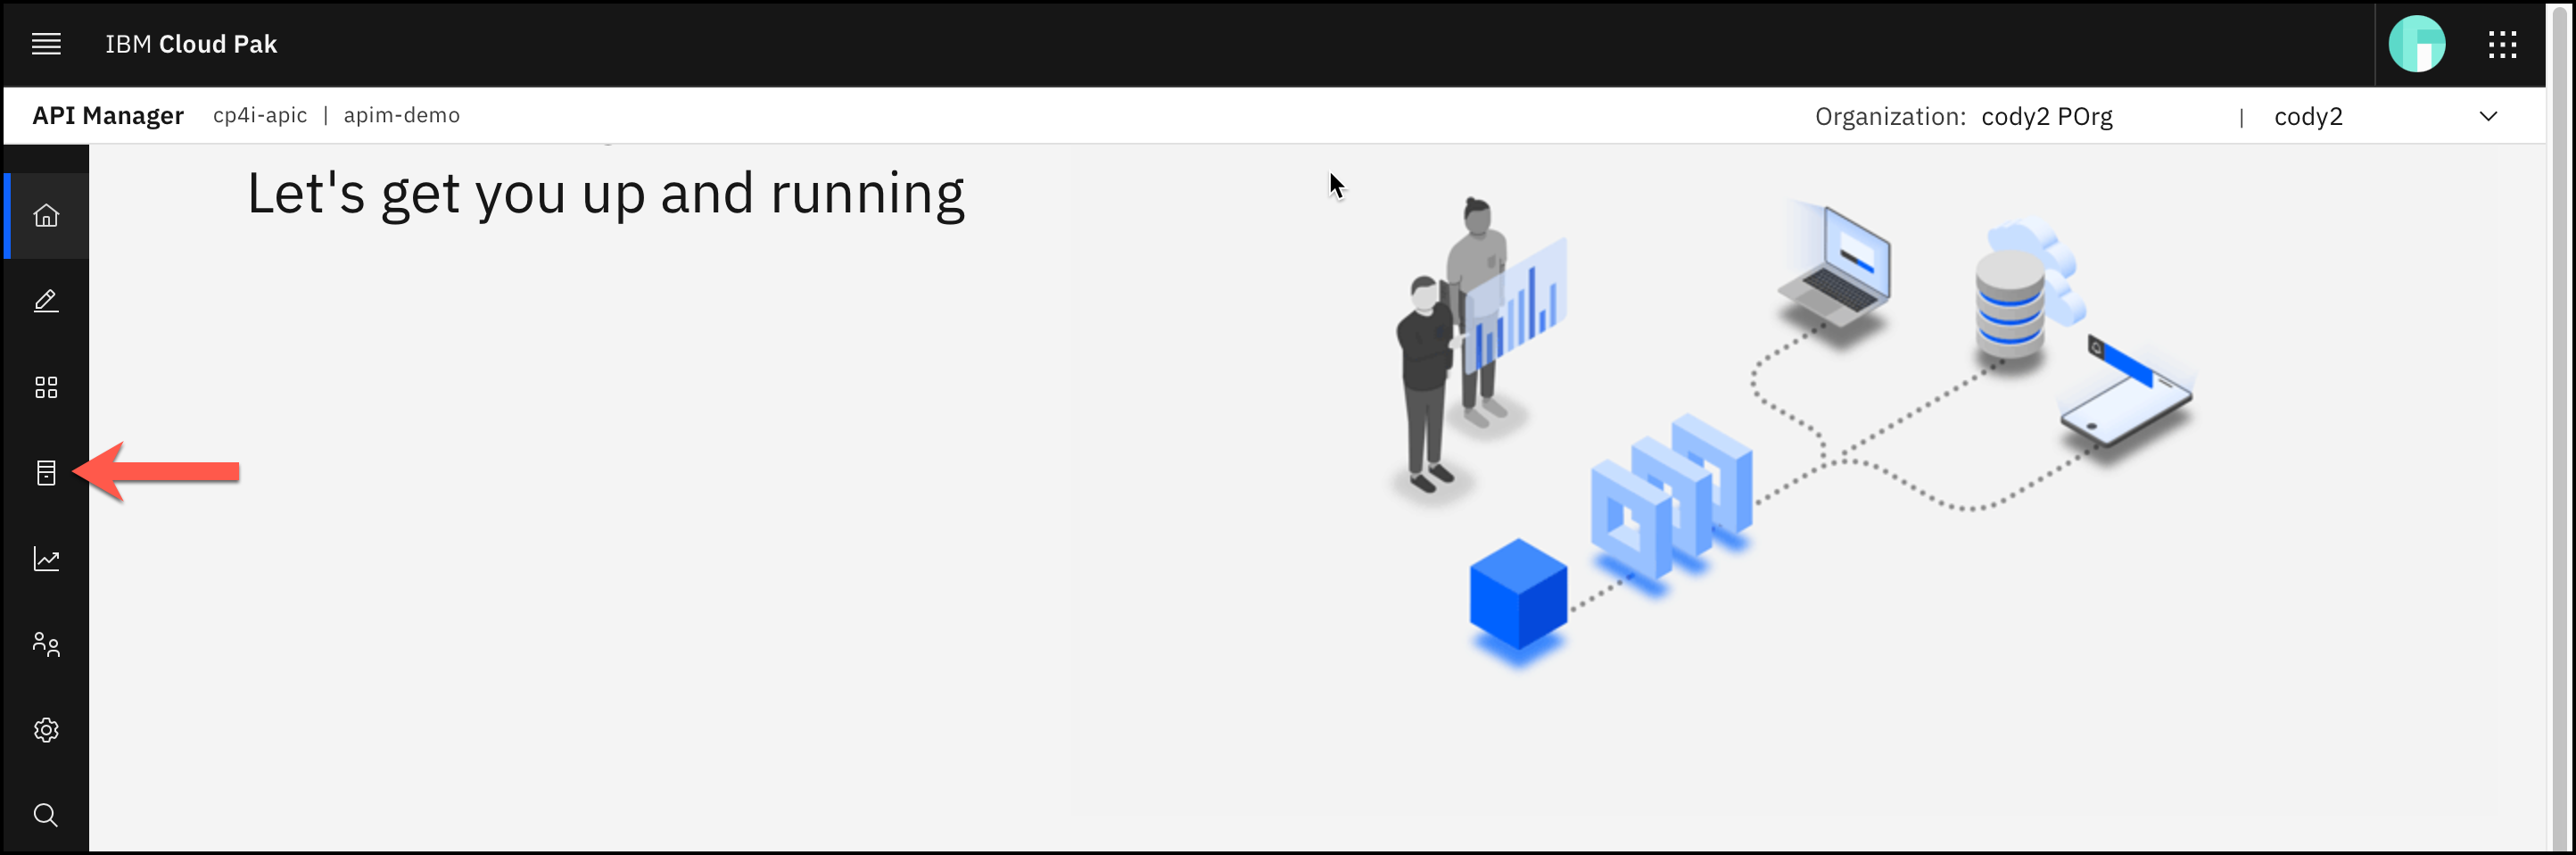 IBM Cloud Pak
API Manager cp4i-apic | apim-demo Organization: cody2 POrg | cody2
Let's get you up and running